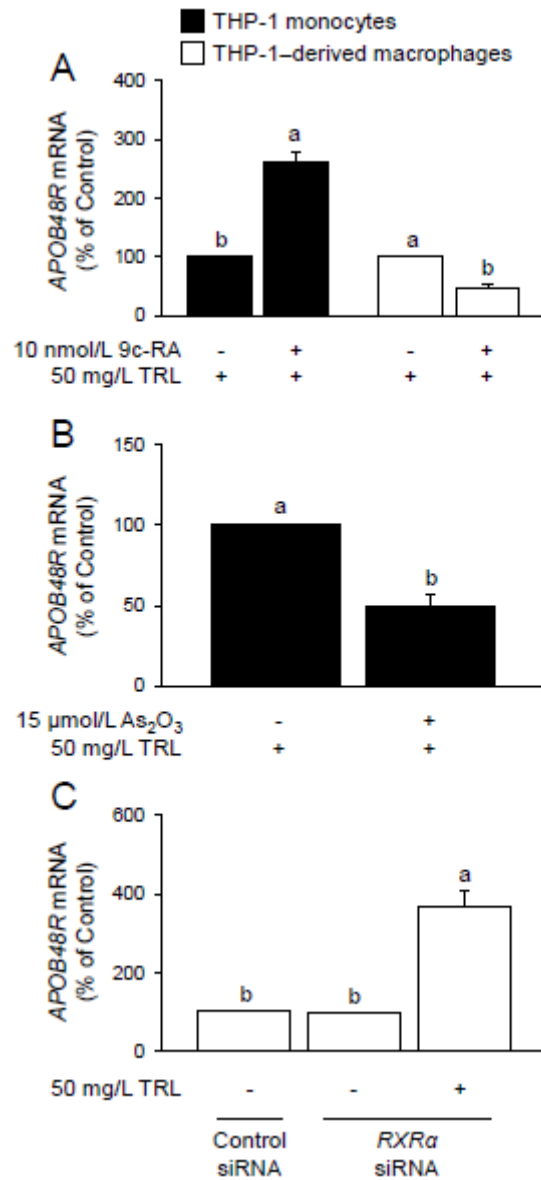 THP-1 monocytes
THP-1–derived macrophages
A
APOB48R mRNA
(% of Control)
400
300
200
100
0
b
a
a
b
10 nmol/L 9c-RA - + - +
50 mg/L TRL + + + +
B
APOB48R mRNA
(% of Control)
150
100
50
0
a
b
15 µmol/L As₂O₃ - +
50 mg/L TRL + +
C
APOB48R mRNA
(% of Control)
600
400
200
0
b
b
a
50 mg/L TRL - - +
Control RXRα
siRNA siRNA